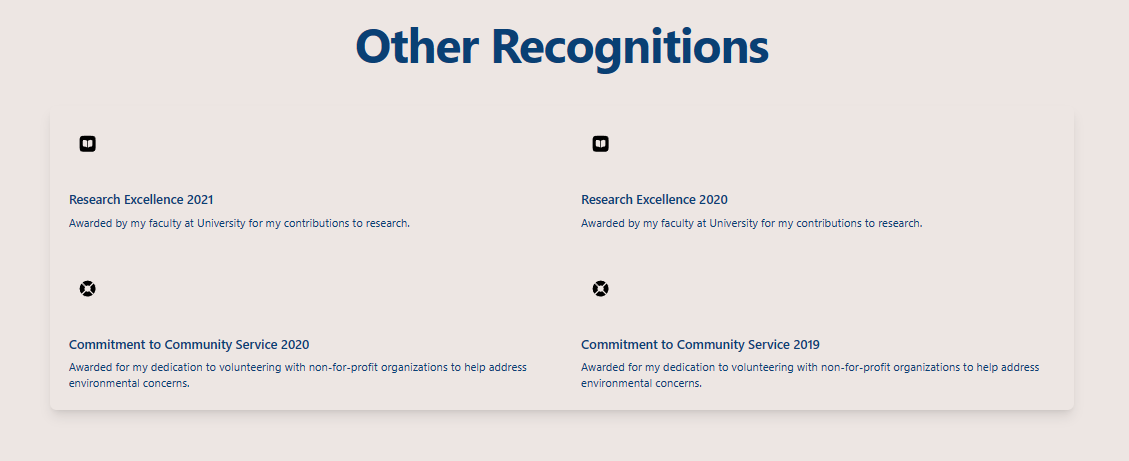 Other Recognitions
Research Excellence 2021
Awarded by my faculty at University for my contributions to research.
Research Excellence 2020
Awarded by my faculty at University for my contributions to research.
Commitment to Community Service 2020
Awarded for my dedication to volunteering with non-for-profit organizations to help address
environmental concerns.
Commitment to Community Service 2019
Awarded for my dedication to volunteering with non-for-profit organizations to help address
environmental concerns.